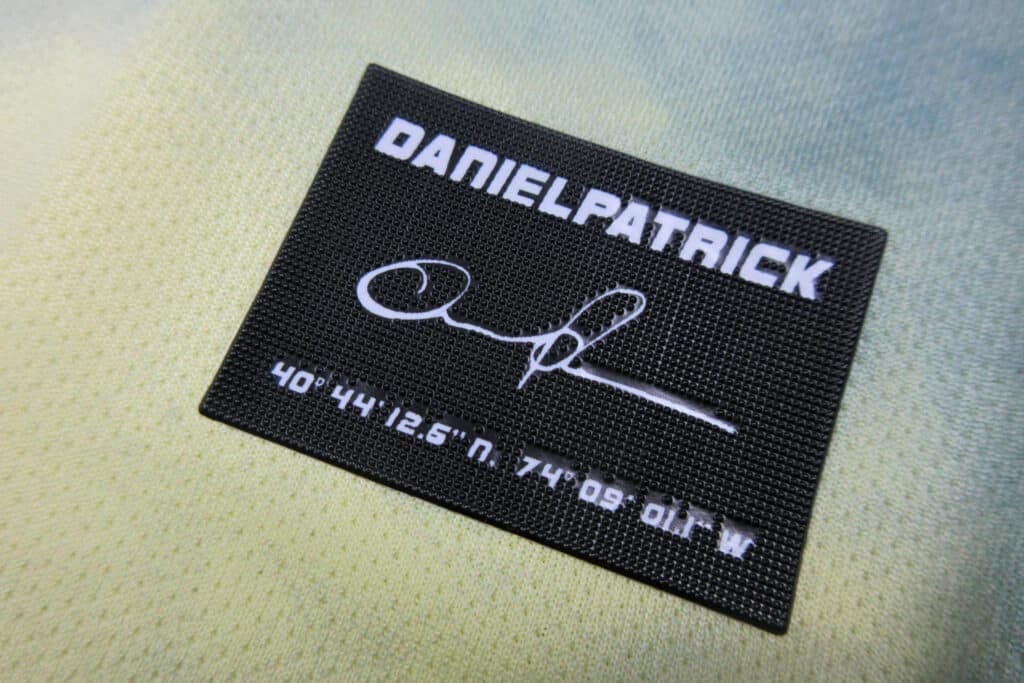 DANIELPATRICK
40° 44' 12.6" N, 74° 09' 01.1" W